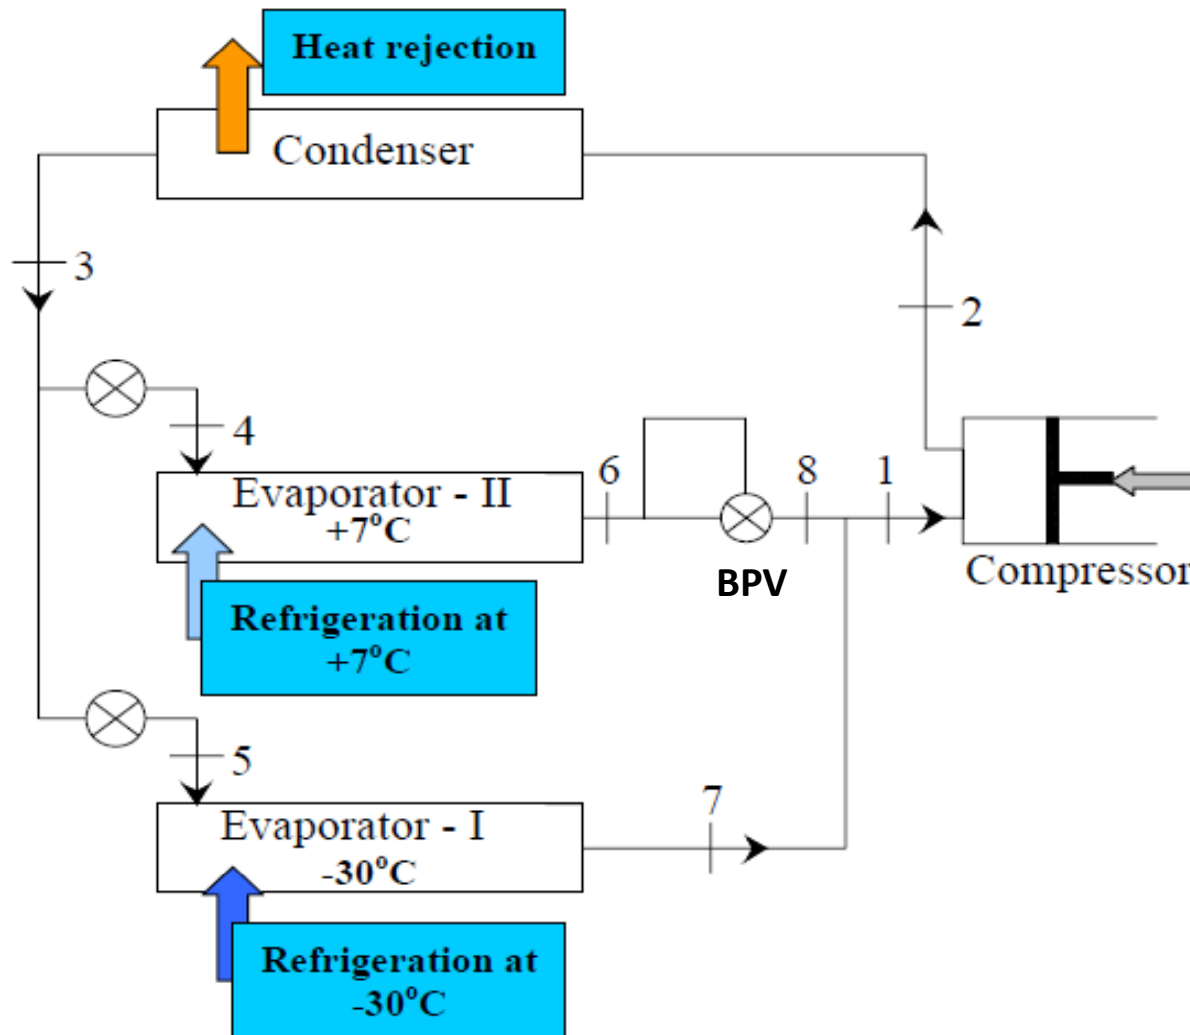 Heat rejection
Condenser
3
2
4
6
8
1
Evaporator - II
+7°C
BPV
Compressor
Refrigeration at
+7°C
5
7
Evaporator - I
-30°C
Refrigeration at
-30°C